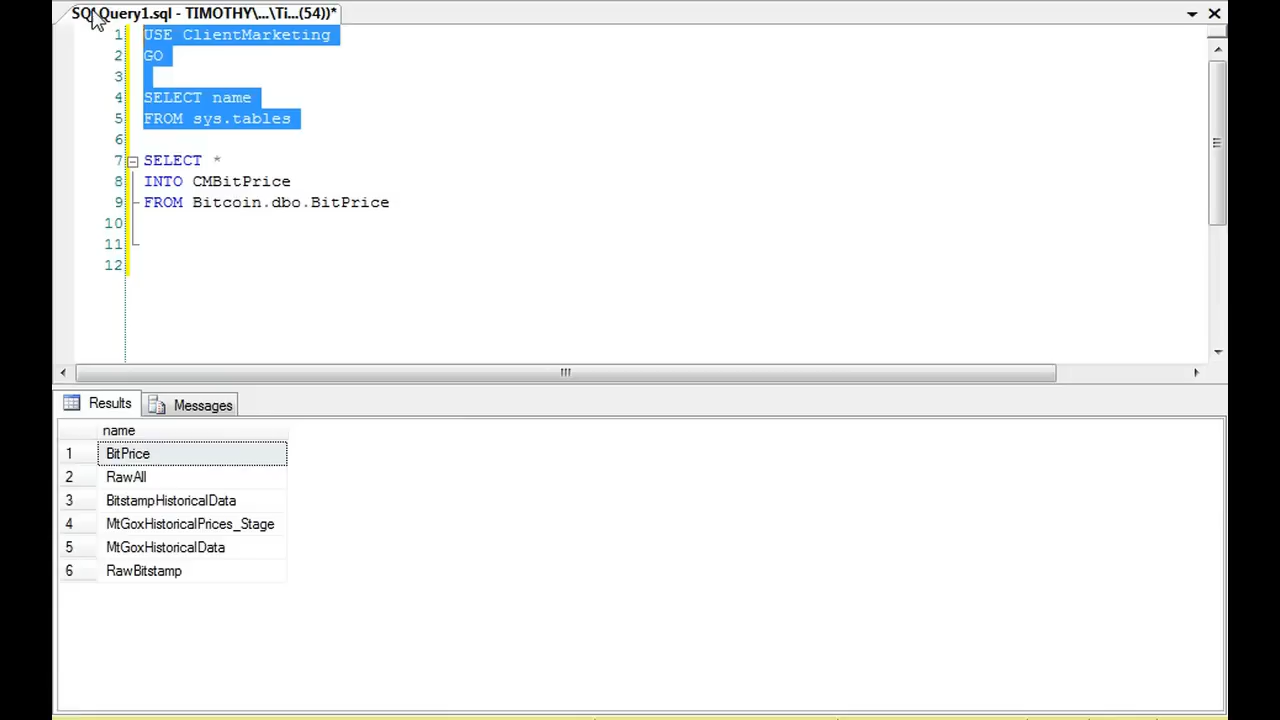 SQLQuery1.sql - TIMOTHY\...\Ti...(54))*
1 USE ClientMarketing
2 GO
3
4 SELECT name
5 FROM sys.tables
6
7 SELECT *
8 INTO CMBitPrice
9 FROM Bitcoin.dbo.BitPrice
10
11
12
Results Messages
name
1 BitPrice
2 RawAll
3 BitstampHistoricalData
4 MtGoxHistoricalPrices_Stage
5 MtGoxHistoricalData
6 RawBitstamp